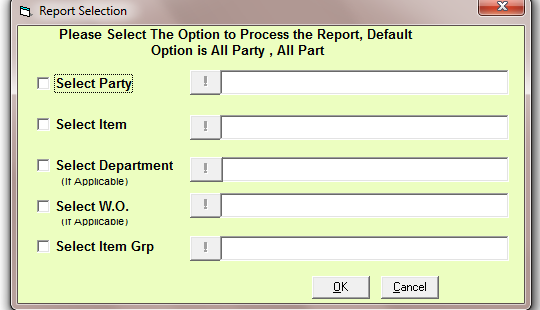 Report Selection
Please Select The Option to Process the Report, Default
Option is All Party , All Part
Select Party
!
Select Item
!
Select Department
(If Applicable)
!
Select W.O.
(If Applicable)
!
Select Item Grp
!
OK
Cancel